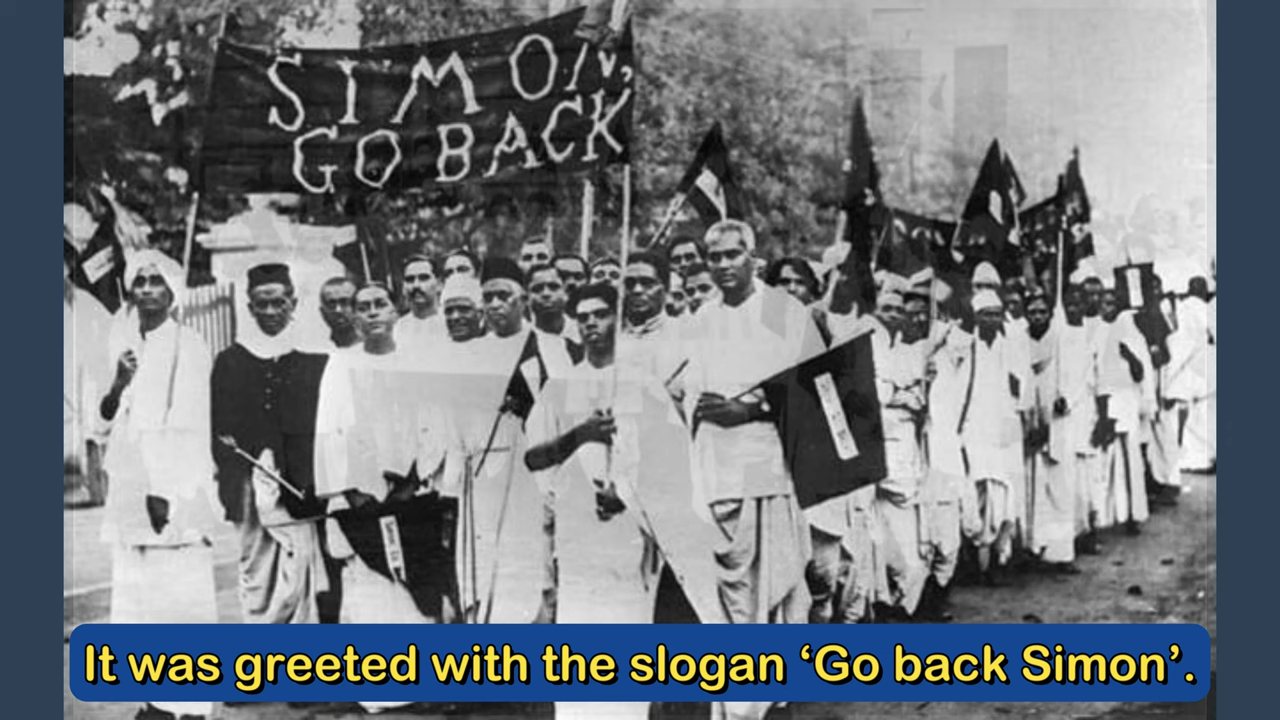 SIMON,
GO BACK
It was greeted with the slogan ‘Go back Simon’.